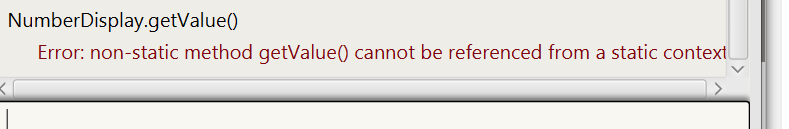 NumberDisplay.getValue()
Error: non-static method getValue() cannot be referenced from a static context